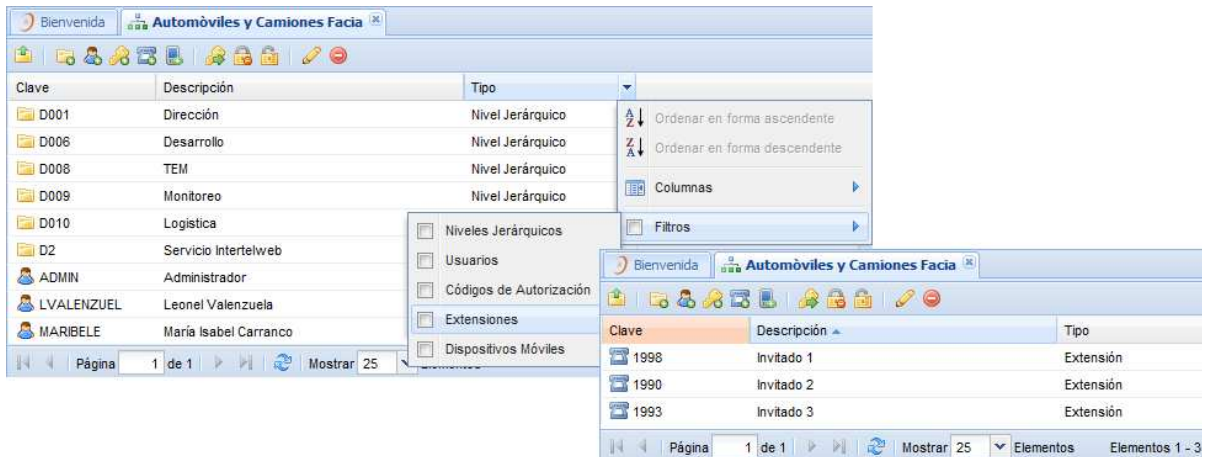 Bienvenida Automòviles y Camiones Facia
Clave Descripción Tipo
D001 Dirección Nivel Jerárquico
D006 Desarrollo Nivel Jerárquico
D008 TEM Nivel Jerárquico
D009 Monitoreo Nivel Jerárquico
D010 Logistica
D2 Servicio Intertelweb
ADMIN Administrador
LVALENZUEL Leonel Valenzuela
MARIBELE María Isabel Carranco
Página 1 de 1 Mostrar 25
Ordenar en forma ascendente
Ordenar en forma descendente
Columnas
Filtros
Niveles Jerárquicos
Usuarios
Códigos de Autorización
Extensiones
Dispositivos Móviles
Bienvenida Automòviles y Camiones Facia
Clave Descripción Tipo
1998 Invitado 1 Extensión
1990 Invitado 2 Extensión
1993 Invitado 3 Extensión
Página 1 de 1 Mostrar 25 Elementos Elementos 1 - 3